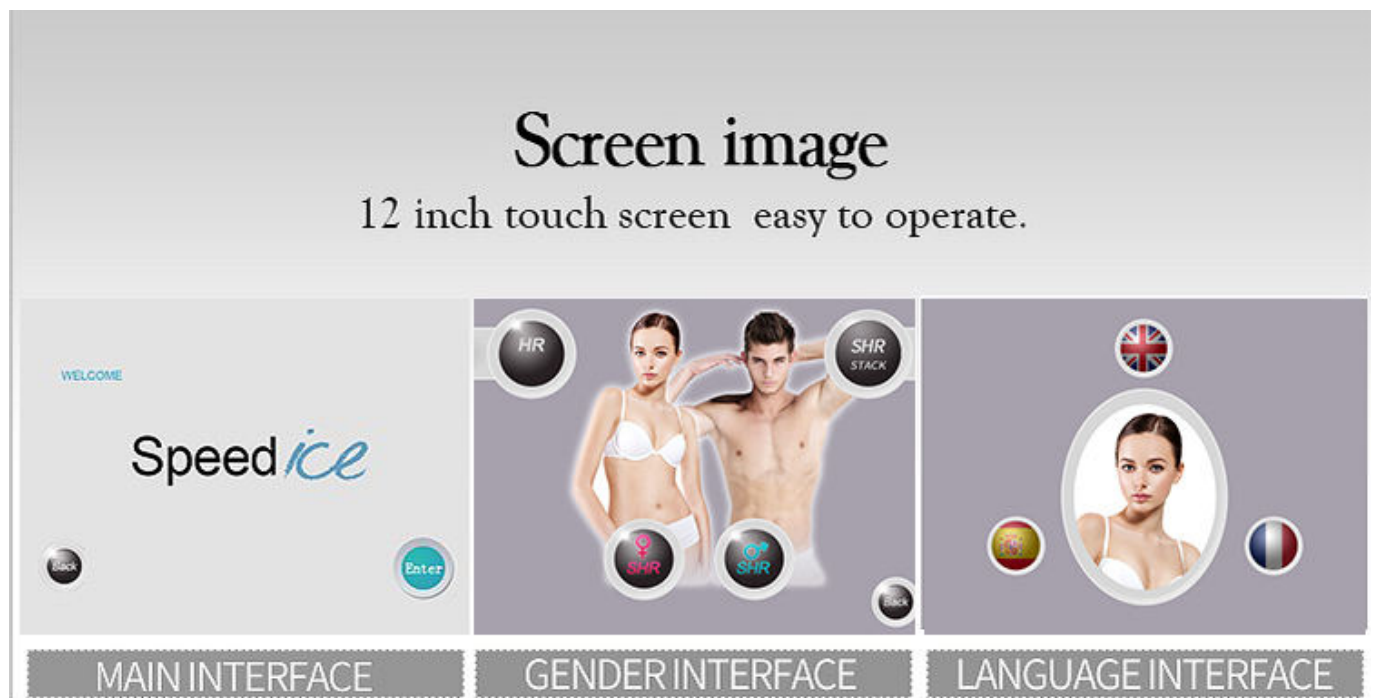 Screen image
12 inch touch screen easy to operate.
WELCOME
Speed ice
Back
Enter
HR
SHR
STACK
SHR
SHR
Back
MAIN INTERFACE
GENDER INTERFACE
LANGUAGE INTERFACE